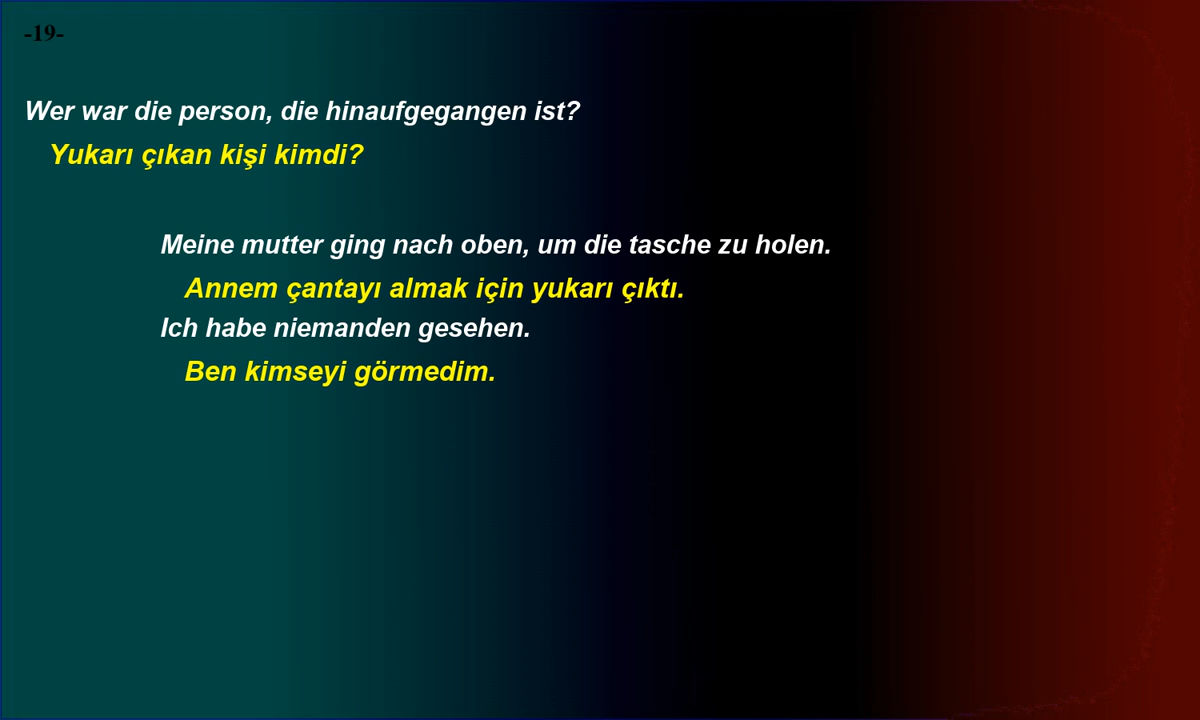 -19-
Wer war die person, die hinaufgegangen ist?
Yukarı çıkan kişi kimdi?
Meine mutter ging nach oben, um die tasche zu holen.
Annem çantayı almak için yukarı çıktı.
Ich habe niemanden gesehen.
Ben kimseyi görmedim.